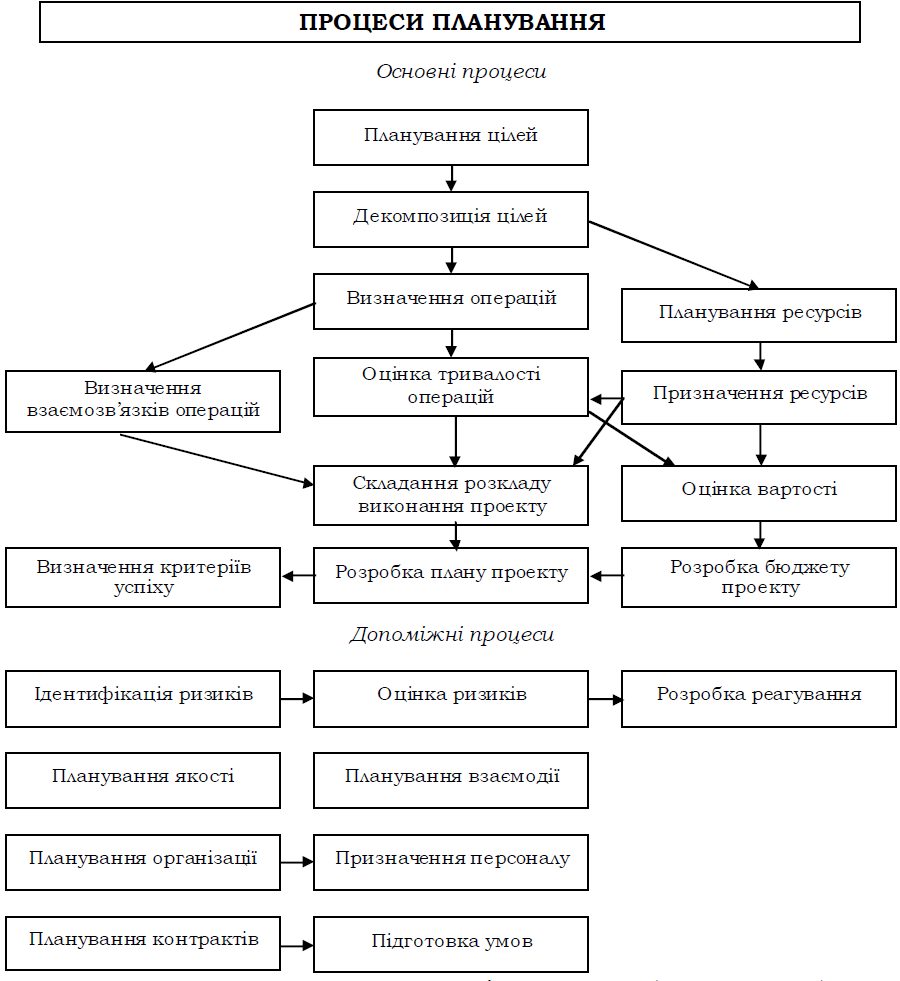 ПРОЦЕСИ ПЛАНУВАННЯ
Основні процеси
Планування цілей
Декомпозиція цілей
Визначення операцій
Планування ресурсів
Визначення
взаємозв’язків операцій
Оцінка тривалості
операцій
Призначення ресурсів
Складання розкладу
виконання проекту
Оцінка вартості
Визначення критеріїв
успіху
Розробка плану проекту
Розробка бюджету
проекту
Допоміжні процеси
Ідентифікація ризиків
Оцінка ризиків
Розробка реагування
Планування якості
Планування взаємодії
Планування організації
Призначення персоналу
Планування контрактів
Підготовка умов